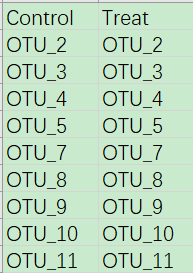 Control Treat
OTU_2 OTU_2
OTU_3 OTU_3
OTU_4 OTU_4
OTU_5 OTU_5
OTU_7 OTU_7
OTU_8 OTU_8
OTU_9 OTU_9
OTU_10 OTU_10
OTU_11 OTU_11